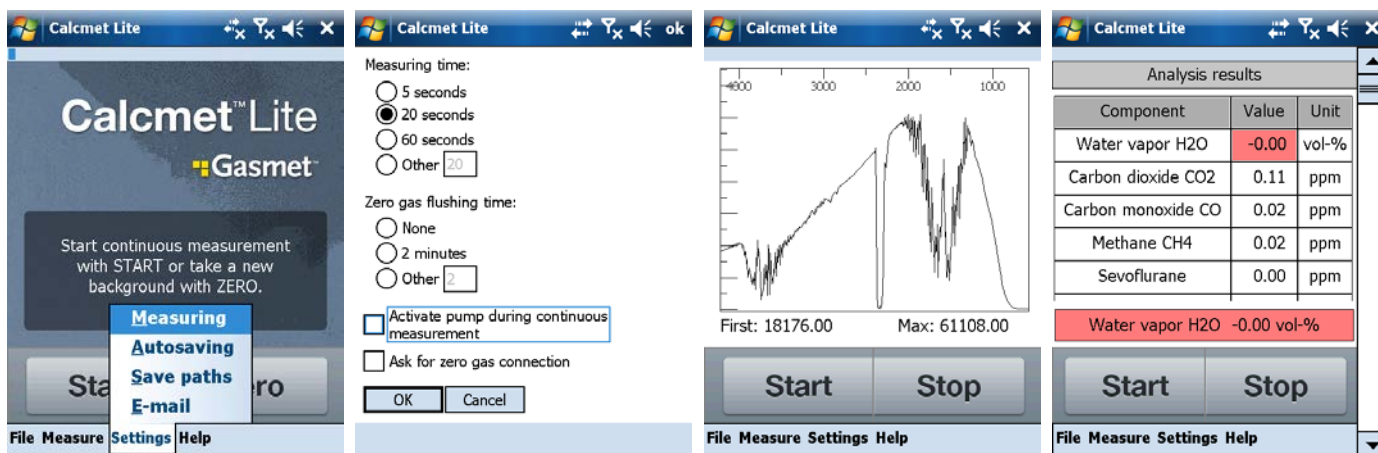 Calcmet Lite
Calcmet™ Lite
Gasmet™
Start continuous measurement
with START or take a new
background with ZERO.
Measuring
Autosaving
Save paths
E-mail
Sta
ro
File Measure Settings Help
Calcmet Lite ok
Measuring time:
5 seconds
20 seconds
60 seconds
Other 20
Zero gas flushing time:
None
2 minutes
Other 2
Activate pump during continuous
measurement
Ask for zero gas connection
OK Cancel
Calcmet Lite
4000 3000 2000 1000
First: 18176.00 Max: 61108.00
Start Stop
File Measure Settings Help
Calcmet Lite
Analysis results
Component Value Unit
Water vapor H2O -0.00 vol-%
Carbon dioxide CO2 0.11 ppm
Carbon monoxide CO 0.02 ppm
Methane CH4 0.02 ppm
Sevoflurane 0.00 ppm
Water vapor H2O -0.00 vol-%
Start Stop
File Measure Settings Help